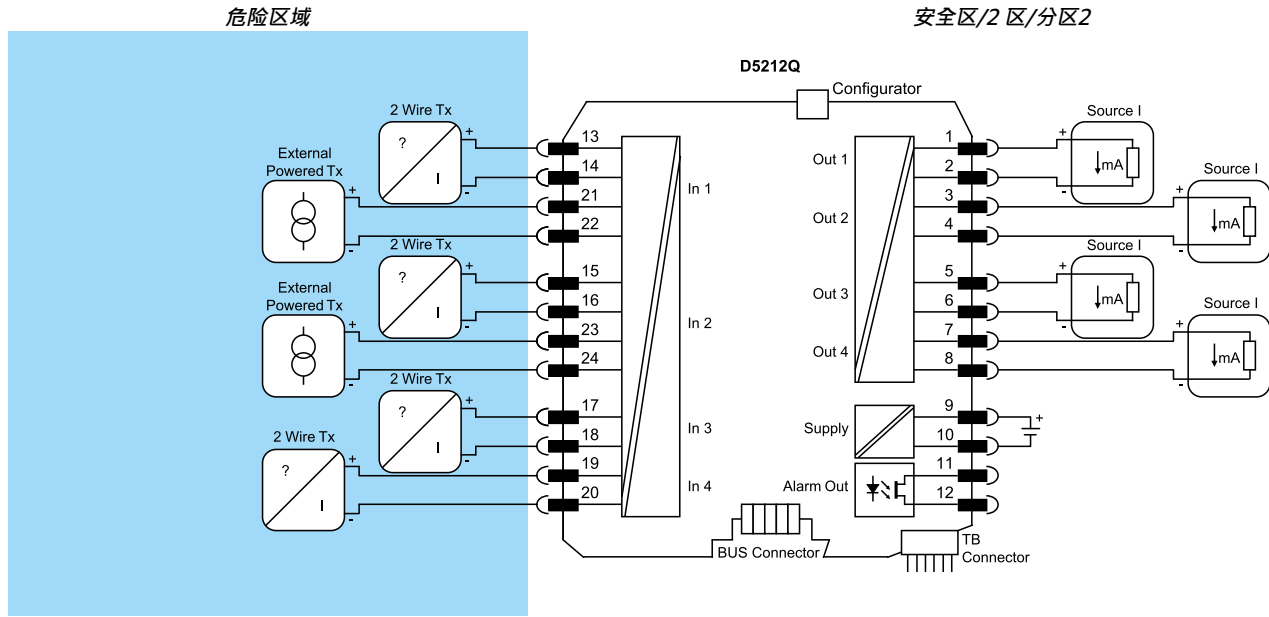 危险区域
安全区/2 区/分区2
D5212Q
Configurator
2 Wire Tx
+
?
I
-
External
Powered Tx
+
-
2 Wire Tx
+
?
I
-
External
Powered Tx
+
-
2 Wire Tx
+
?
I
-
2 Wire Tx
+
?
I
-
13
14
21
22
In 1
15
16
23
24
In 2
17
18
In 3
19
20
In 4
Out 1
1
2
Out 2
3
4
Out 3
5
6
Out 4
7
8
Supply
9
10
+
Alarm Out
11
12
Source I
+
mA
-
Source I
+
mA
-
Source I
+
mA
-
Source I
+
mA
-
BUS Connector
TB
Connector